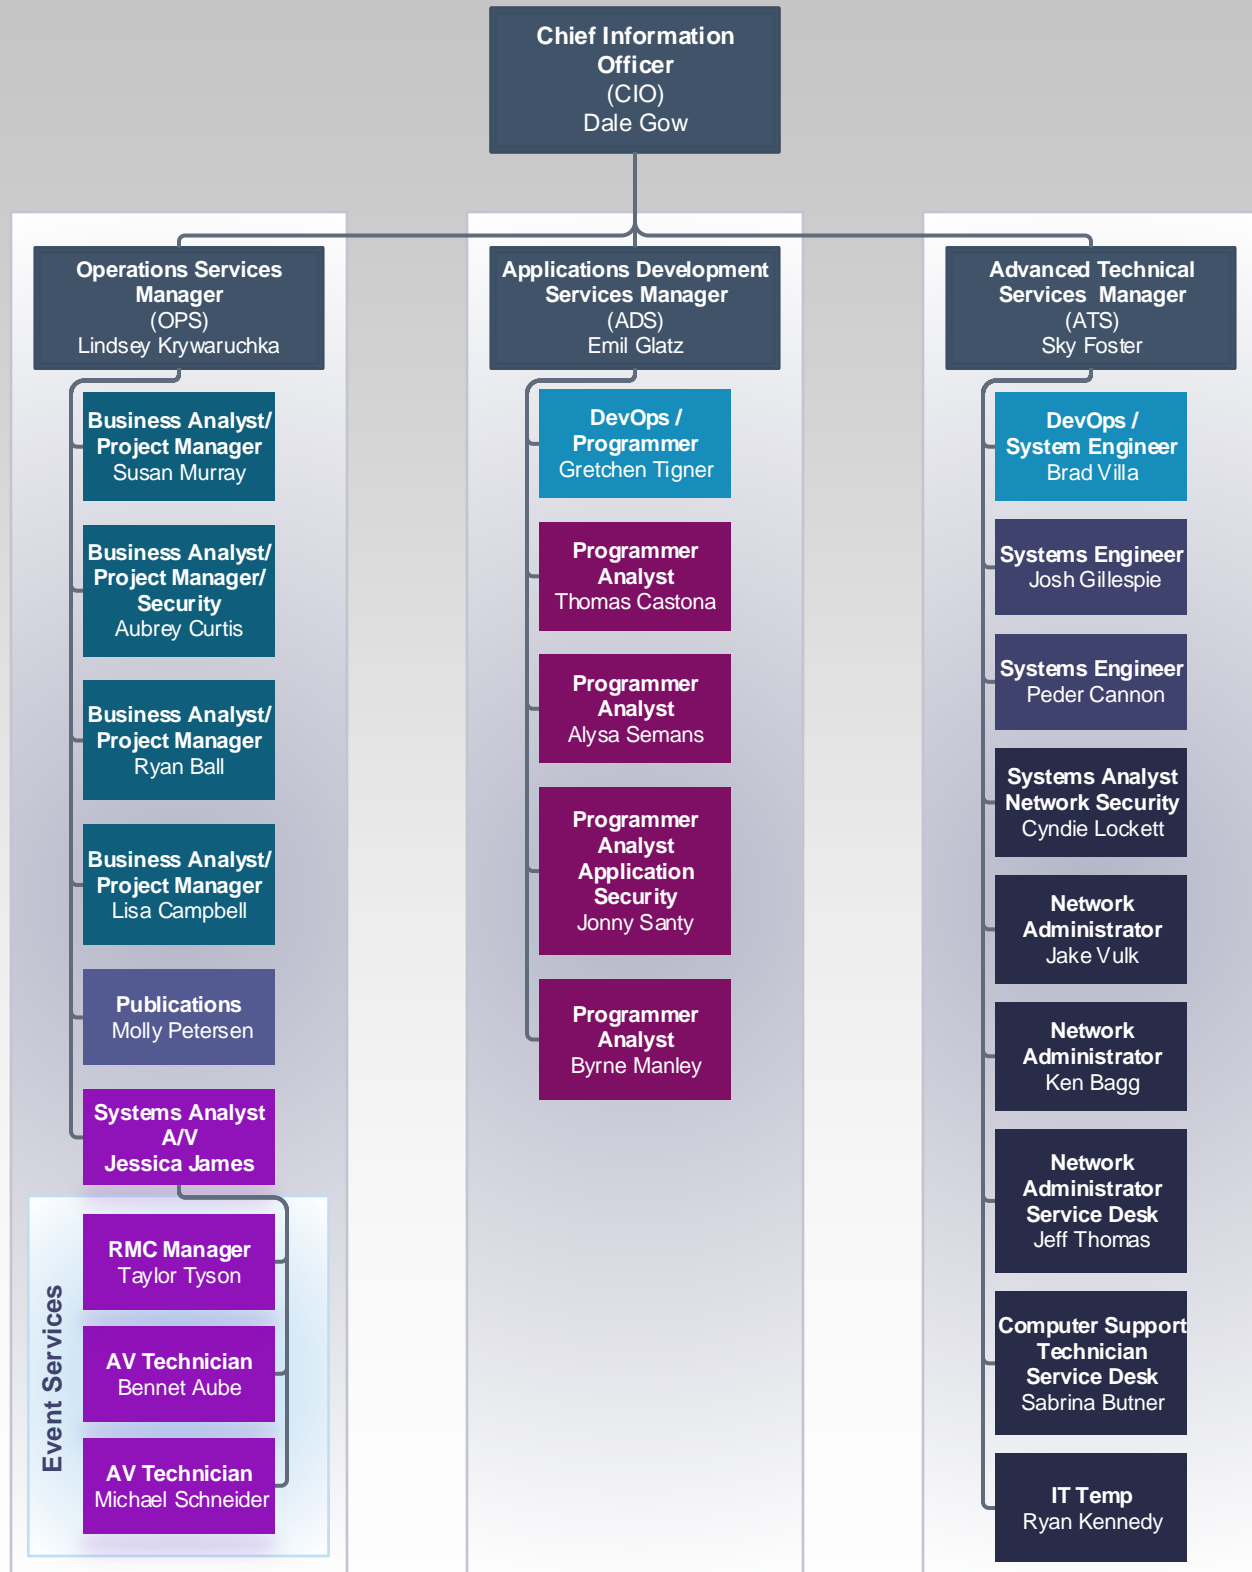 Chief Information
Officer
(CIO)
Dale Gow
Operations Services
Manager
(OPS)
Lindsey Krywaruchka
Business Analyst/
Project Manager
Susan Murray
Business Analyst/
Project Manager/
Security
Aubrey Curtis
Business Analyst/
Project Manager
Ryan Ball
Business Analyst/
Project Manager
Lisa Campbell
Publications
Molly Petersen
Systems Analyst
A/V
Jessica James
Event Services
RMC Manager
Taylor Tyson
AV Technician
Bennet Aube
AV Technician
Michael Schneider
Applications Development
Services Manager
(ADS)
Emil Glatz
DevOps /
Programmer
Gretchen Tigner
Programmer
Analyst
Thomas Castona
Programmer
Analyst
Alysa Semans
Programmer
Analyst
Application
Security
Jonny Santy
Programmer
Analyst
Byrne Manley
Advanced Technical
Services Manager
(ATS)
Sky Foster
DevOps /
System Engineer
Brad Villa
Systems Engineer
Josh Gillespie
Systems Engineer
Peder Cannon
Systems Analyst
Network Security
Cyndie Lockett
Network
Administrator
Jake Vulk
Network
Administrator
Ken Bagg
Network
Administrator
Service Desk
Jeff Thomas
Computer Support
Technician
Service Desk
Sabrina Butner
IT Temp
Ryan Kennedy